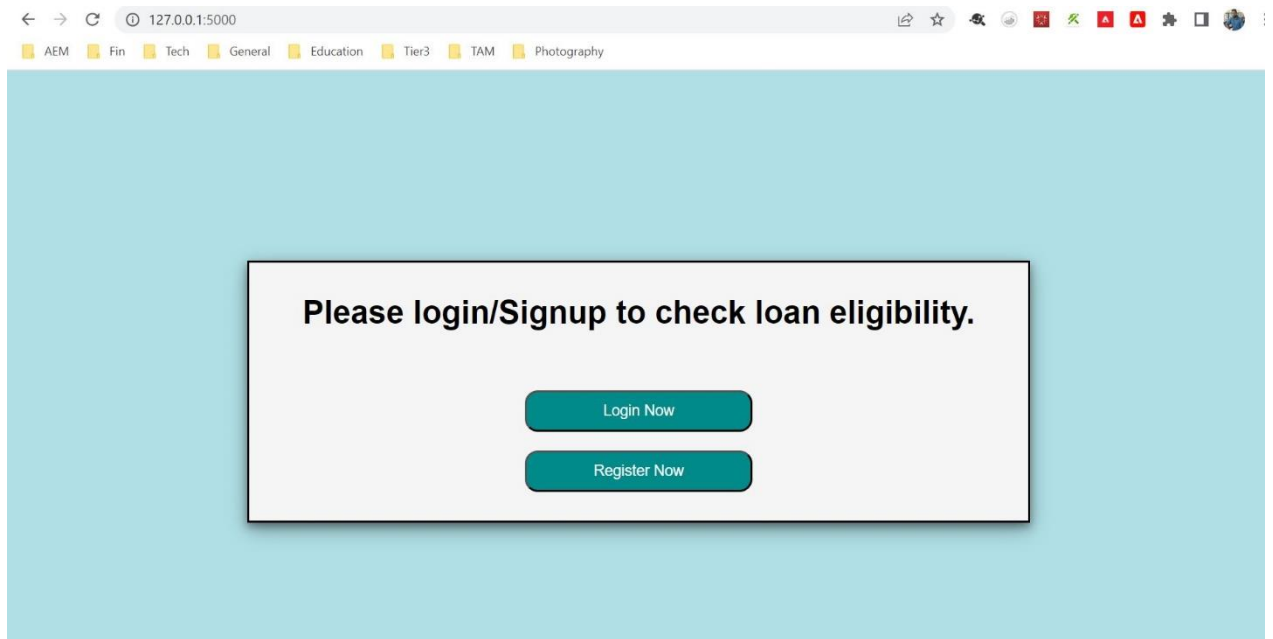 127.0.0.1:5000
AEM Fin Tech General Education Tier3 TAM Photography
Please login/Signup to check loan eligibility.
Login Now
Register Now